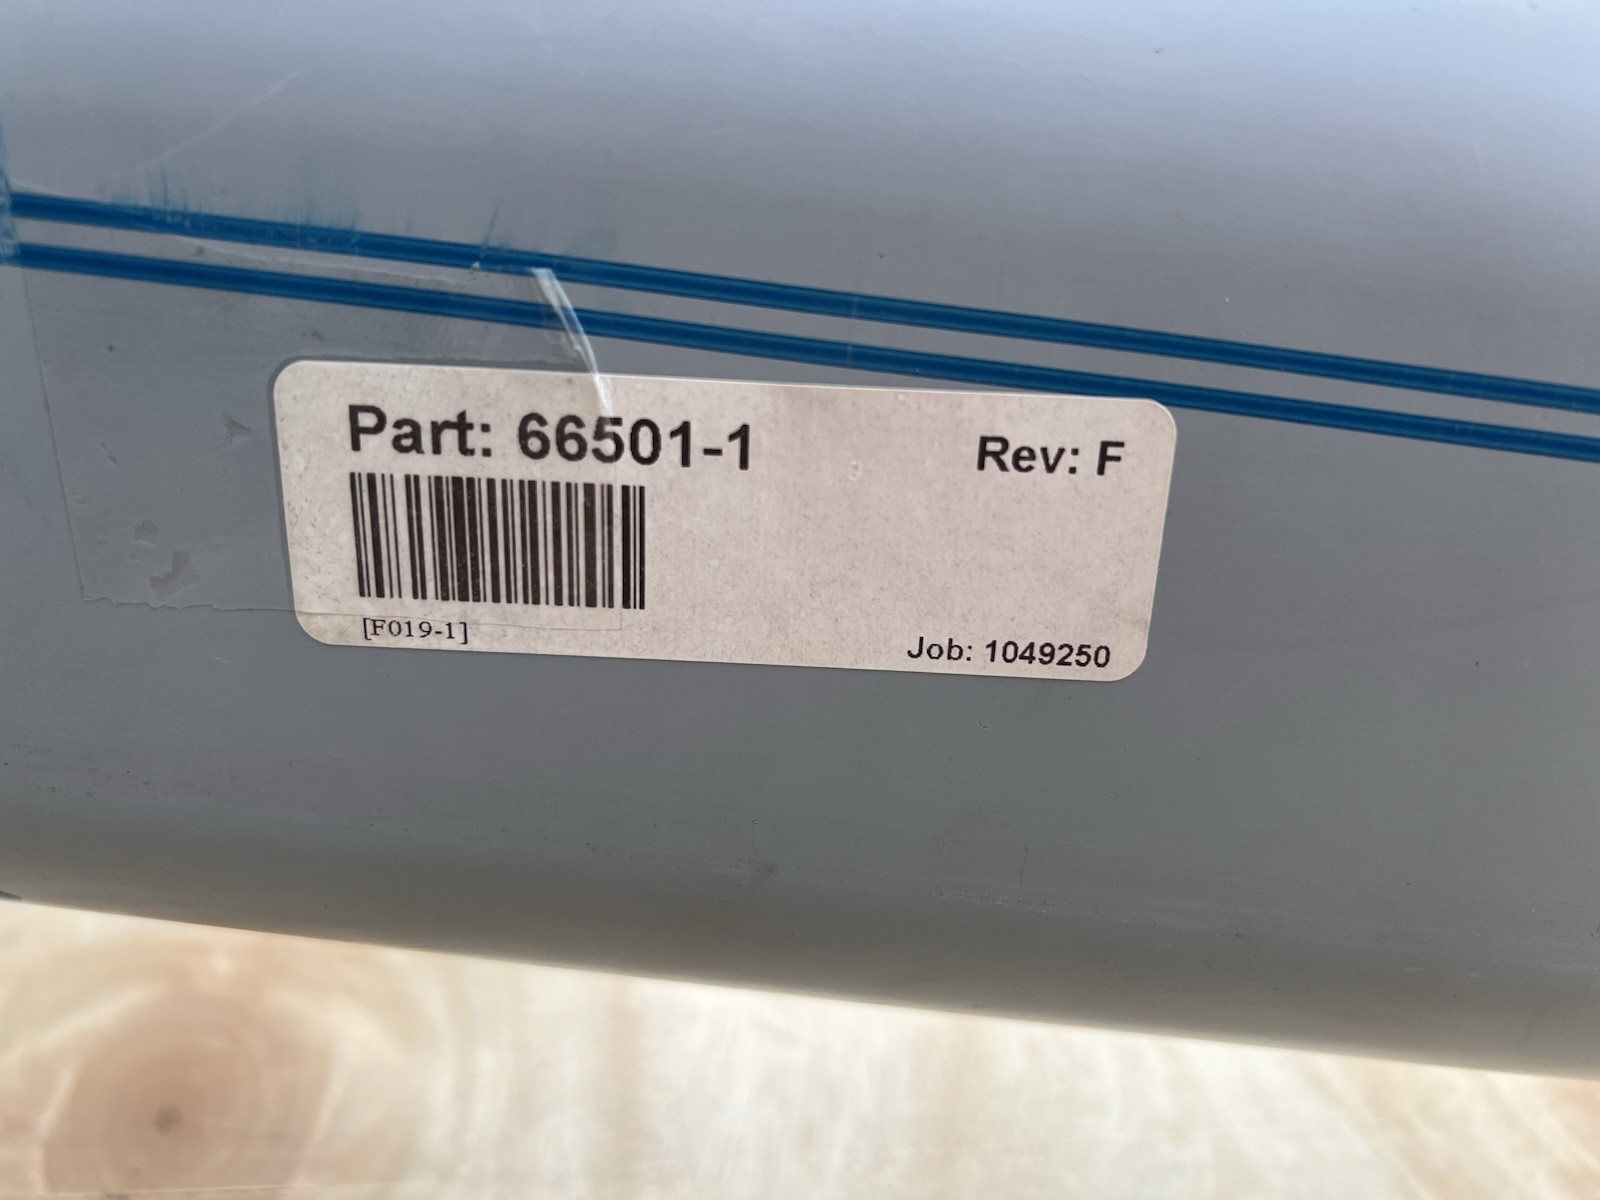 Part: 66501-1
Rev: F
[F019-1]
Job: 1049250